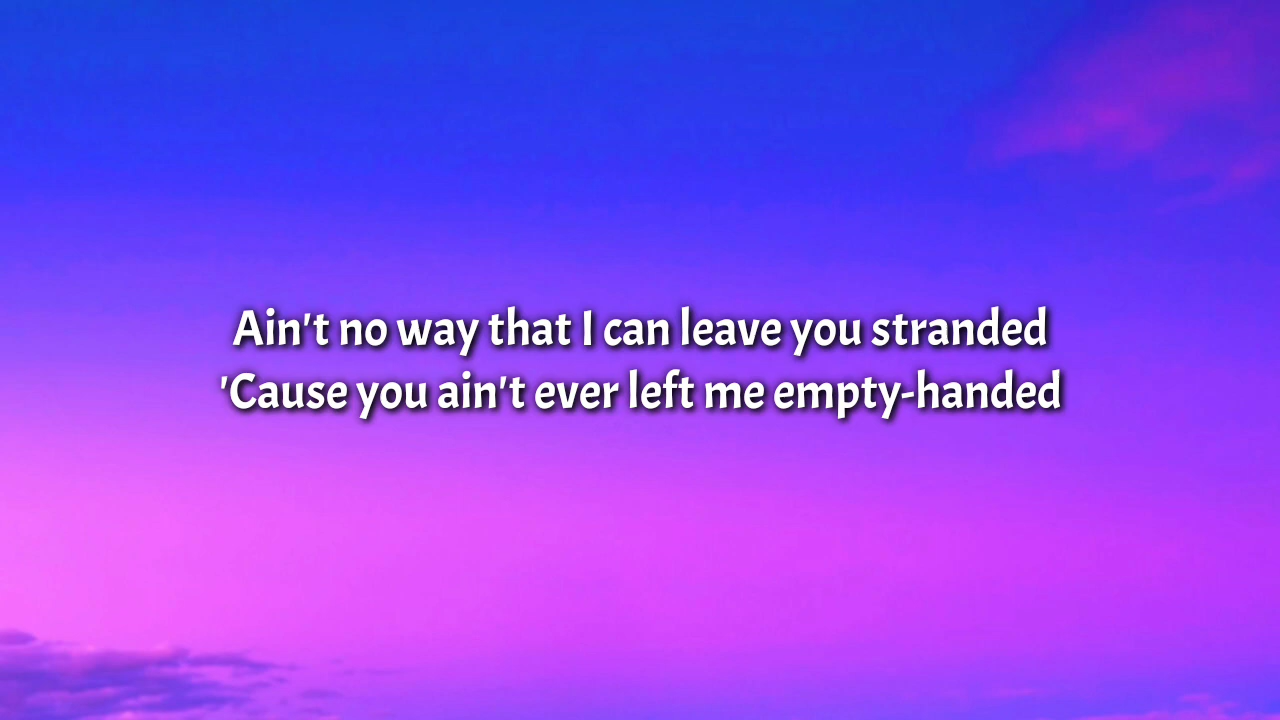 Ain't no way that I can leave you stranded
'Cause you ain't ever left me empty-handed